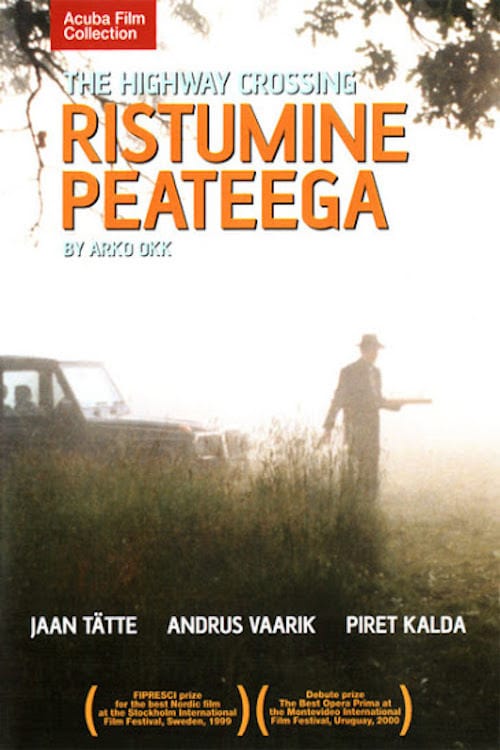 Acuba Film
Collection
THE HIGHWAY CROSSING
RISTUMINE
PEATEEGA
BY ARKO OKK
JAAN TÄTTE ANDRUS VAARIK PIRET KALDA
FIPRESCI prize
for the best Nordic film
at the Stockholm International
Film Festival, Sweden, 1999
Debute prize
The Best Opera Prima at
the Montevideo International
Film Festival, Uruguay, 2000